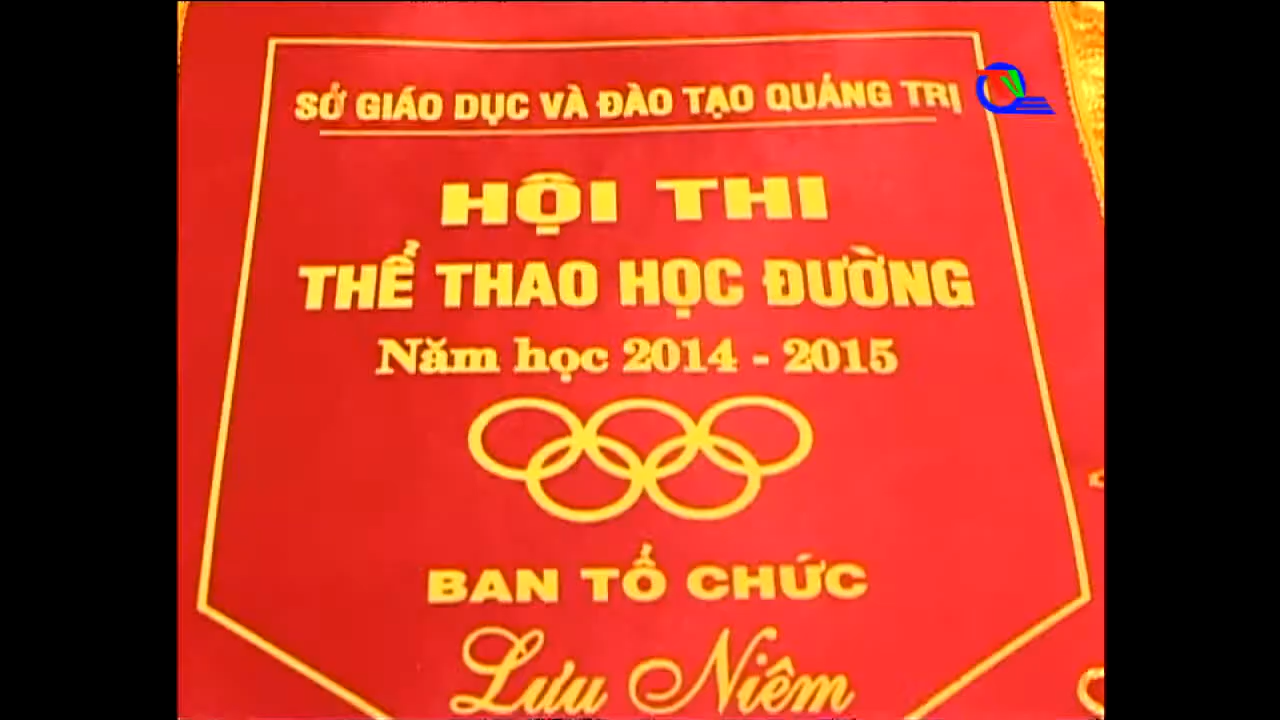 SỞ GIÁO DỤC VÀ ĐÀO TẠO QUẢNG TRỊ
HỘI THI
THỂ THAO HỌC ĐƯỜNG
Năm học 2014 - 2015
BAN TỔ CHỨC
Lưu Niêm